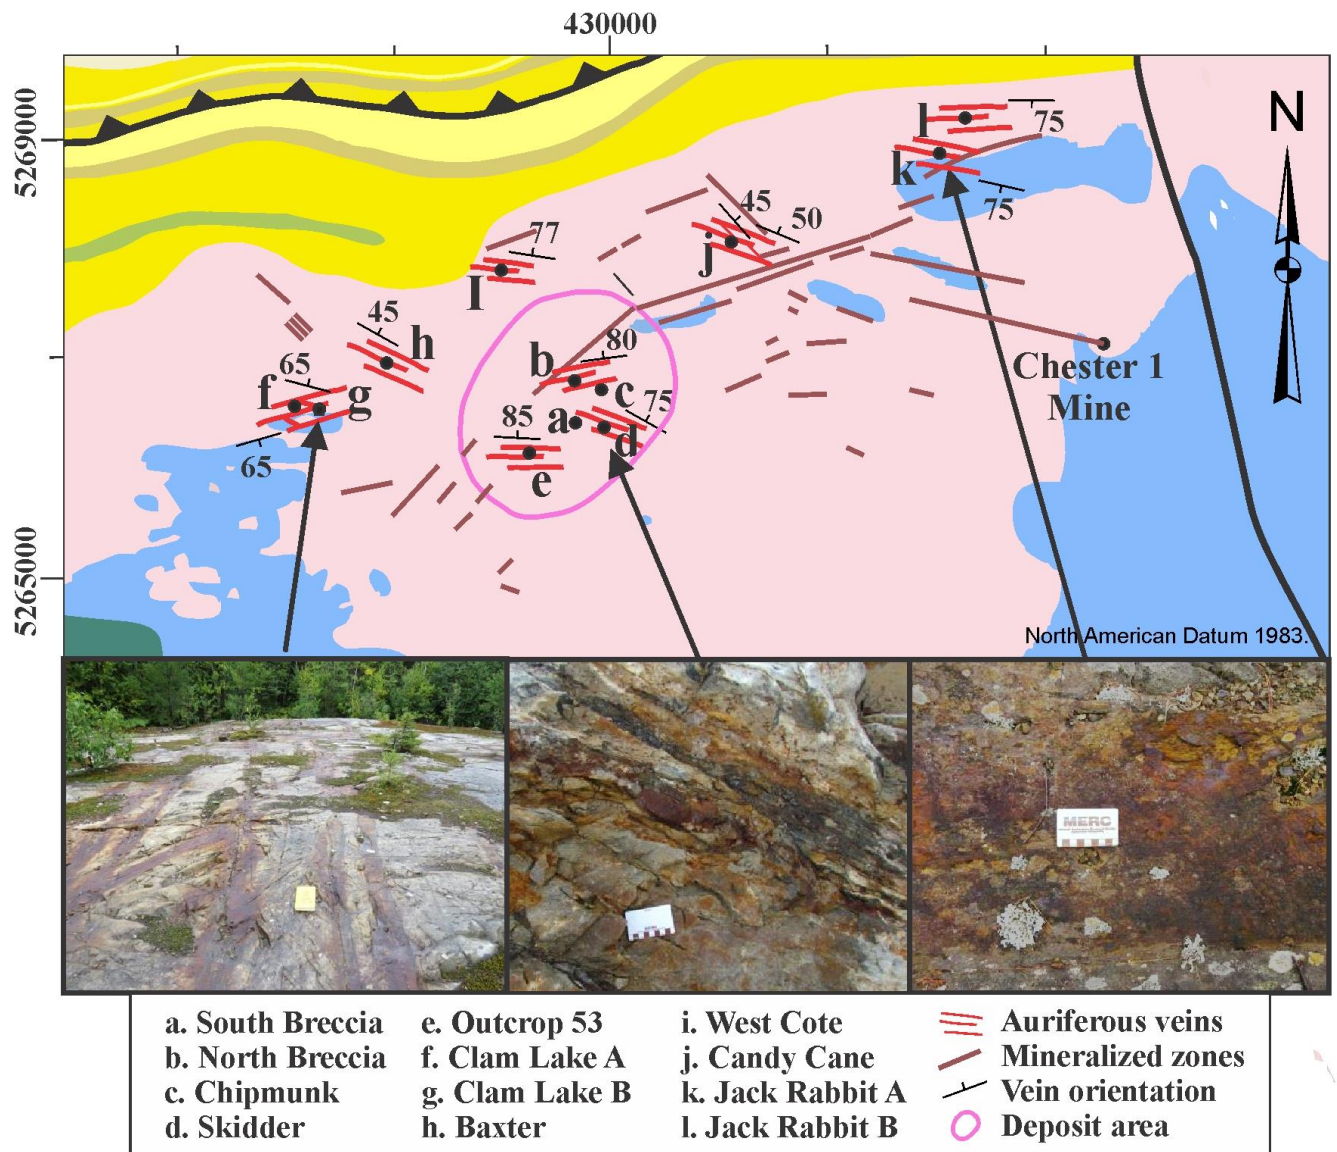 430000
5269000
5265000
N
l
75
k
75
45
50
j
77
I
45
h
65
f
g
65
b
80
c
a
75
d
85
e
Chester 1
Mine
North American Datum 1983.
MERC
a. South Breccia
b. North Breccia
c. Chipmunk
d. Skidder
e. Outcrop 53
f. Clam Lake A
g. Clam Lake B
h. Baxter
i. West Cote
j. Candy Cane
k. Jack Rabbit A
l. Jack Rabbit B
Auriferous veins
Mineralized zones
Vein orientation
Deposit area